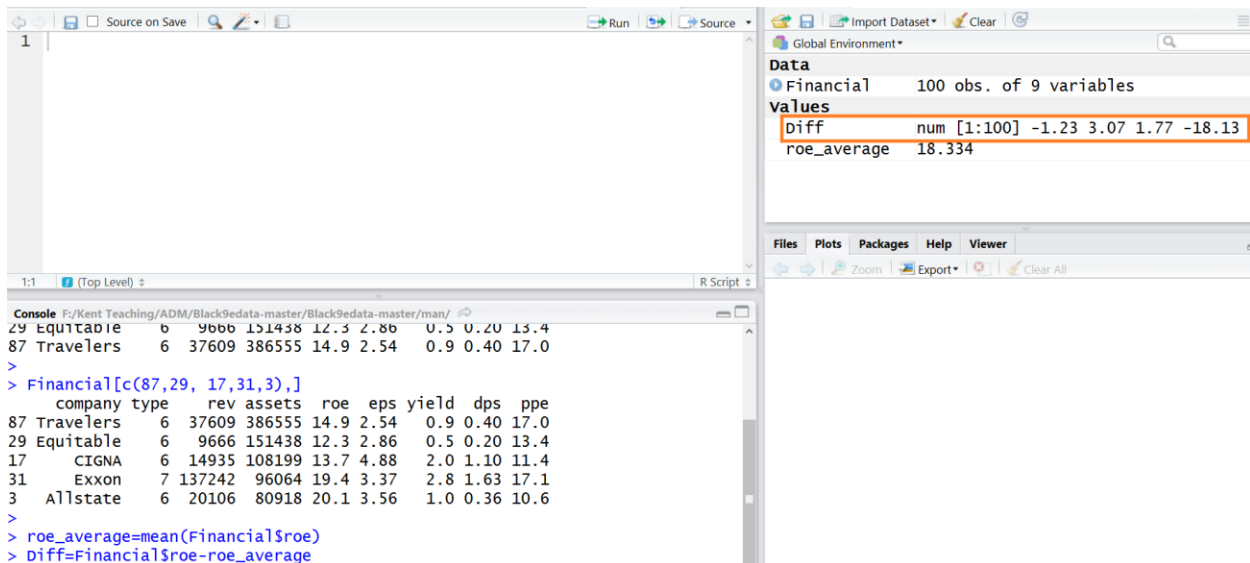 Source on Save Run Source
1
1:1 (Top Level) R Script
Console F:/Kent Teaching/ADM/Black9edata-master/Black9edata-master/man/
29 Equitable 6 9666 151438 12.3 2.86 0.5 0.20 13.4
87 Travelers 6 37609 386555 14.9 2.54 0.9 0.40 17.0
>
> Financial[c(87,29, 17,31,3),]
company type rev assets roe eps yield dps ppe
87 Travelers 6 37609 386555 14.9 2.54 0.9 0.40 17.0
29 Equitable 6 9666 151438 12.3 2.86 0.5 0.20 13.4
17 CIGNA 6 14935 108199 13.7 4.88 2.0 1.10 11.4
31 Exxon 7 137242 96064 19.4 3.37 2.8 1.63 17.1
3 Allstate 6 20106 80918 20.1 3.56 1.0 0.36 10.6
>
> roe_average=mean(Financial$roe)
> Diff=Financial$roe-roe_average
Import Dataset Clear
Global Environment
Data
Financial 100 obs. of 9 variables
Values
Diff num [1:100] -1.23 3.07 1.77 -18.13
roe_average 18.334
Files Plots Packages Help Viewer
Zoom Export Clear All